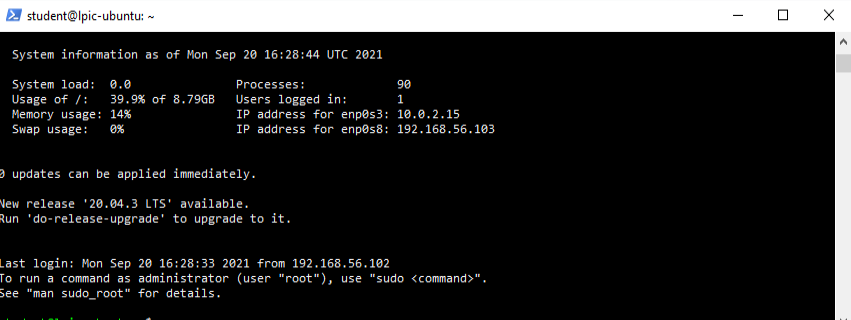 student@lpic-ubuntu: ~
System information as of Mon Sep 20 16:28:44 UTC 2021
System load:  0.0               Processes:             90
Usage of /:   39.9% of 8.79GB   Users logged in:       1
Memory usage: 14%               IP address for enp0s3: 10.0.2.15
Swap usage:   0%                IP address for enp0s8: 192.168.56.103
0 updates can be applied immediately.
New release '20.04.3 LTS' available.
Run 'do-release-upgrade' to upgrade to it.
Last login: Mon Sep 20 16:28:33 2021 from 192.168.56.102
To run a command as administrator (user "root"), use "sudo <command>".
See "man sudo_root" for details.